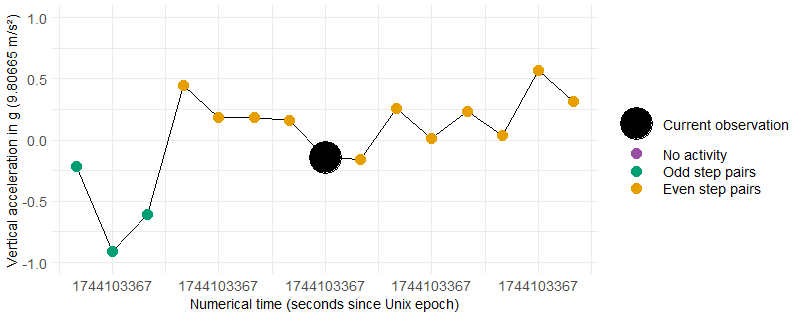 Vertical acceleration in g (9.80665 m/s²)
1.0
0.5
0.0
-0.5
-1.0
1744103367 1744103367 1744103367 1744103367 1744103367
Numerical time (seconds since Unix epoch)
Current observation
No activity
Odd step pairs
Even step pairs